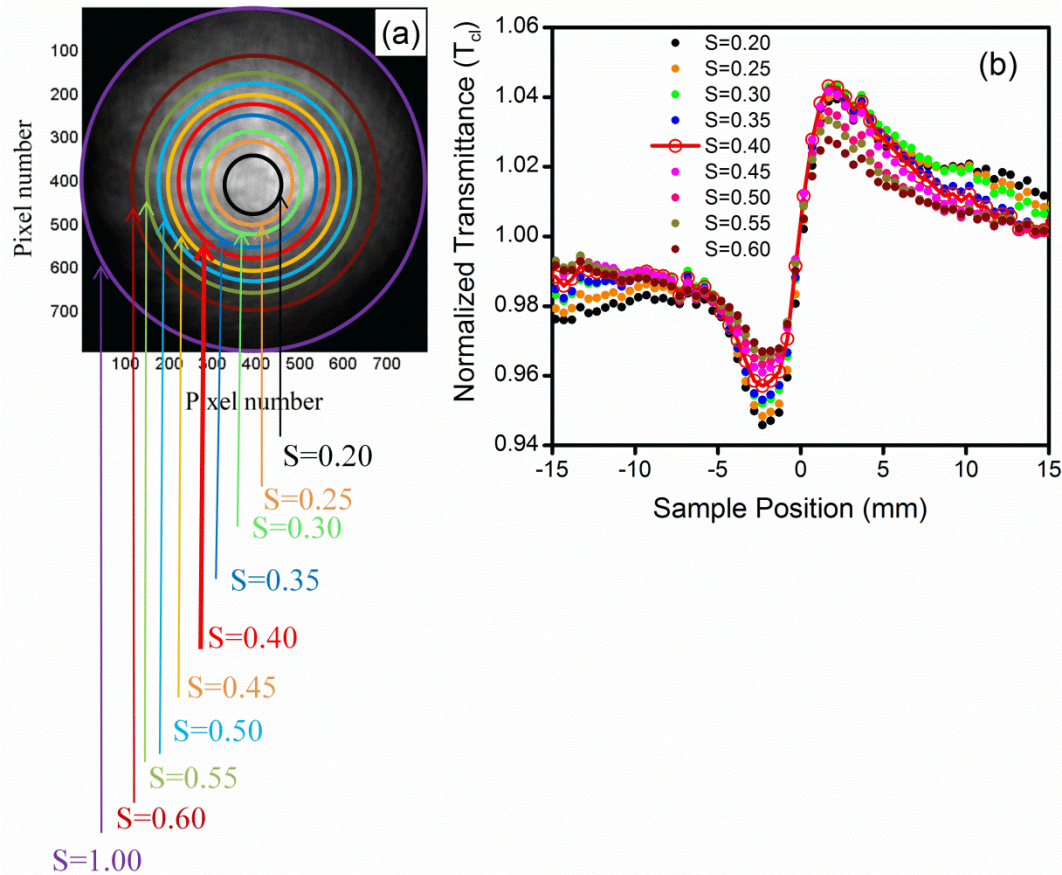 (a)
Pixel number
100
200
300
400
500
600
700
100 200 300 400 500 600 700
Pixel number
S=0.20
S=0.25
S=0.30
S=0.35
S=0.40
S=0.45
S=0.50
S=0.55
S=0.60
S=1.00
(b)
Normalized Transmittance (Tcl)
1.06
1.04
1.02
1.00
0.98
0.96
0.94
S=0.20
S=0.25
S=0.30
S=0.35
S=0.40
S=0.45
S=0.50
S=0.55
S=0.60
-15 -10 -5 0 5 10 15
Sample Position (mm)